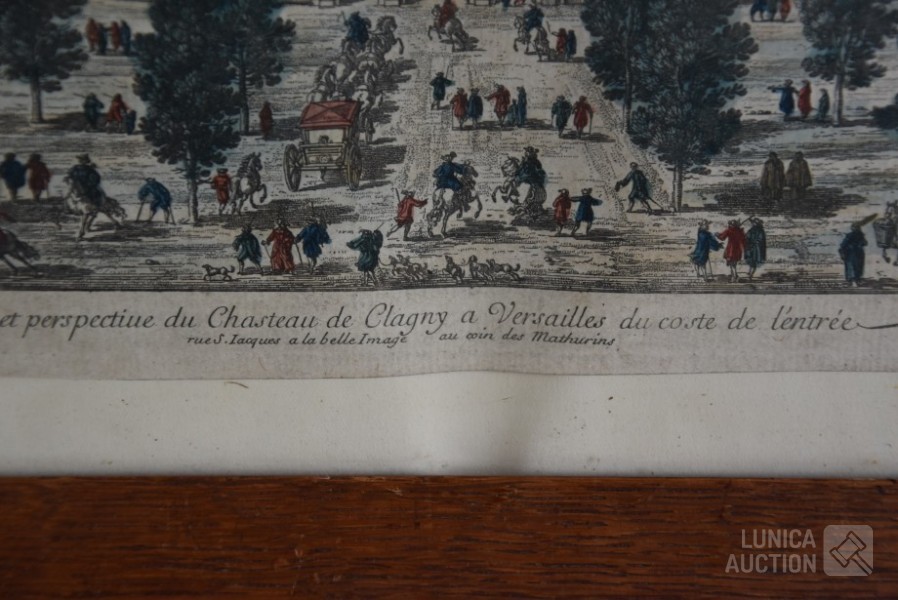 et perspectiue du Chasteau de Clagny a Versailles du coste de l'éntrée
rue S. Iacques a la belle Image au coin des Mathurins
LUNICA
AUCTION